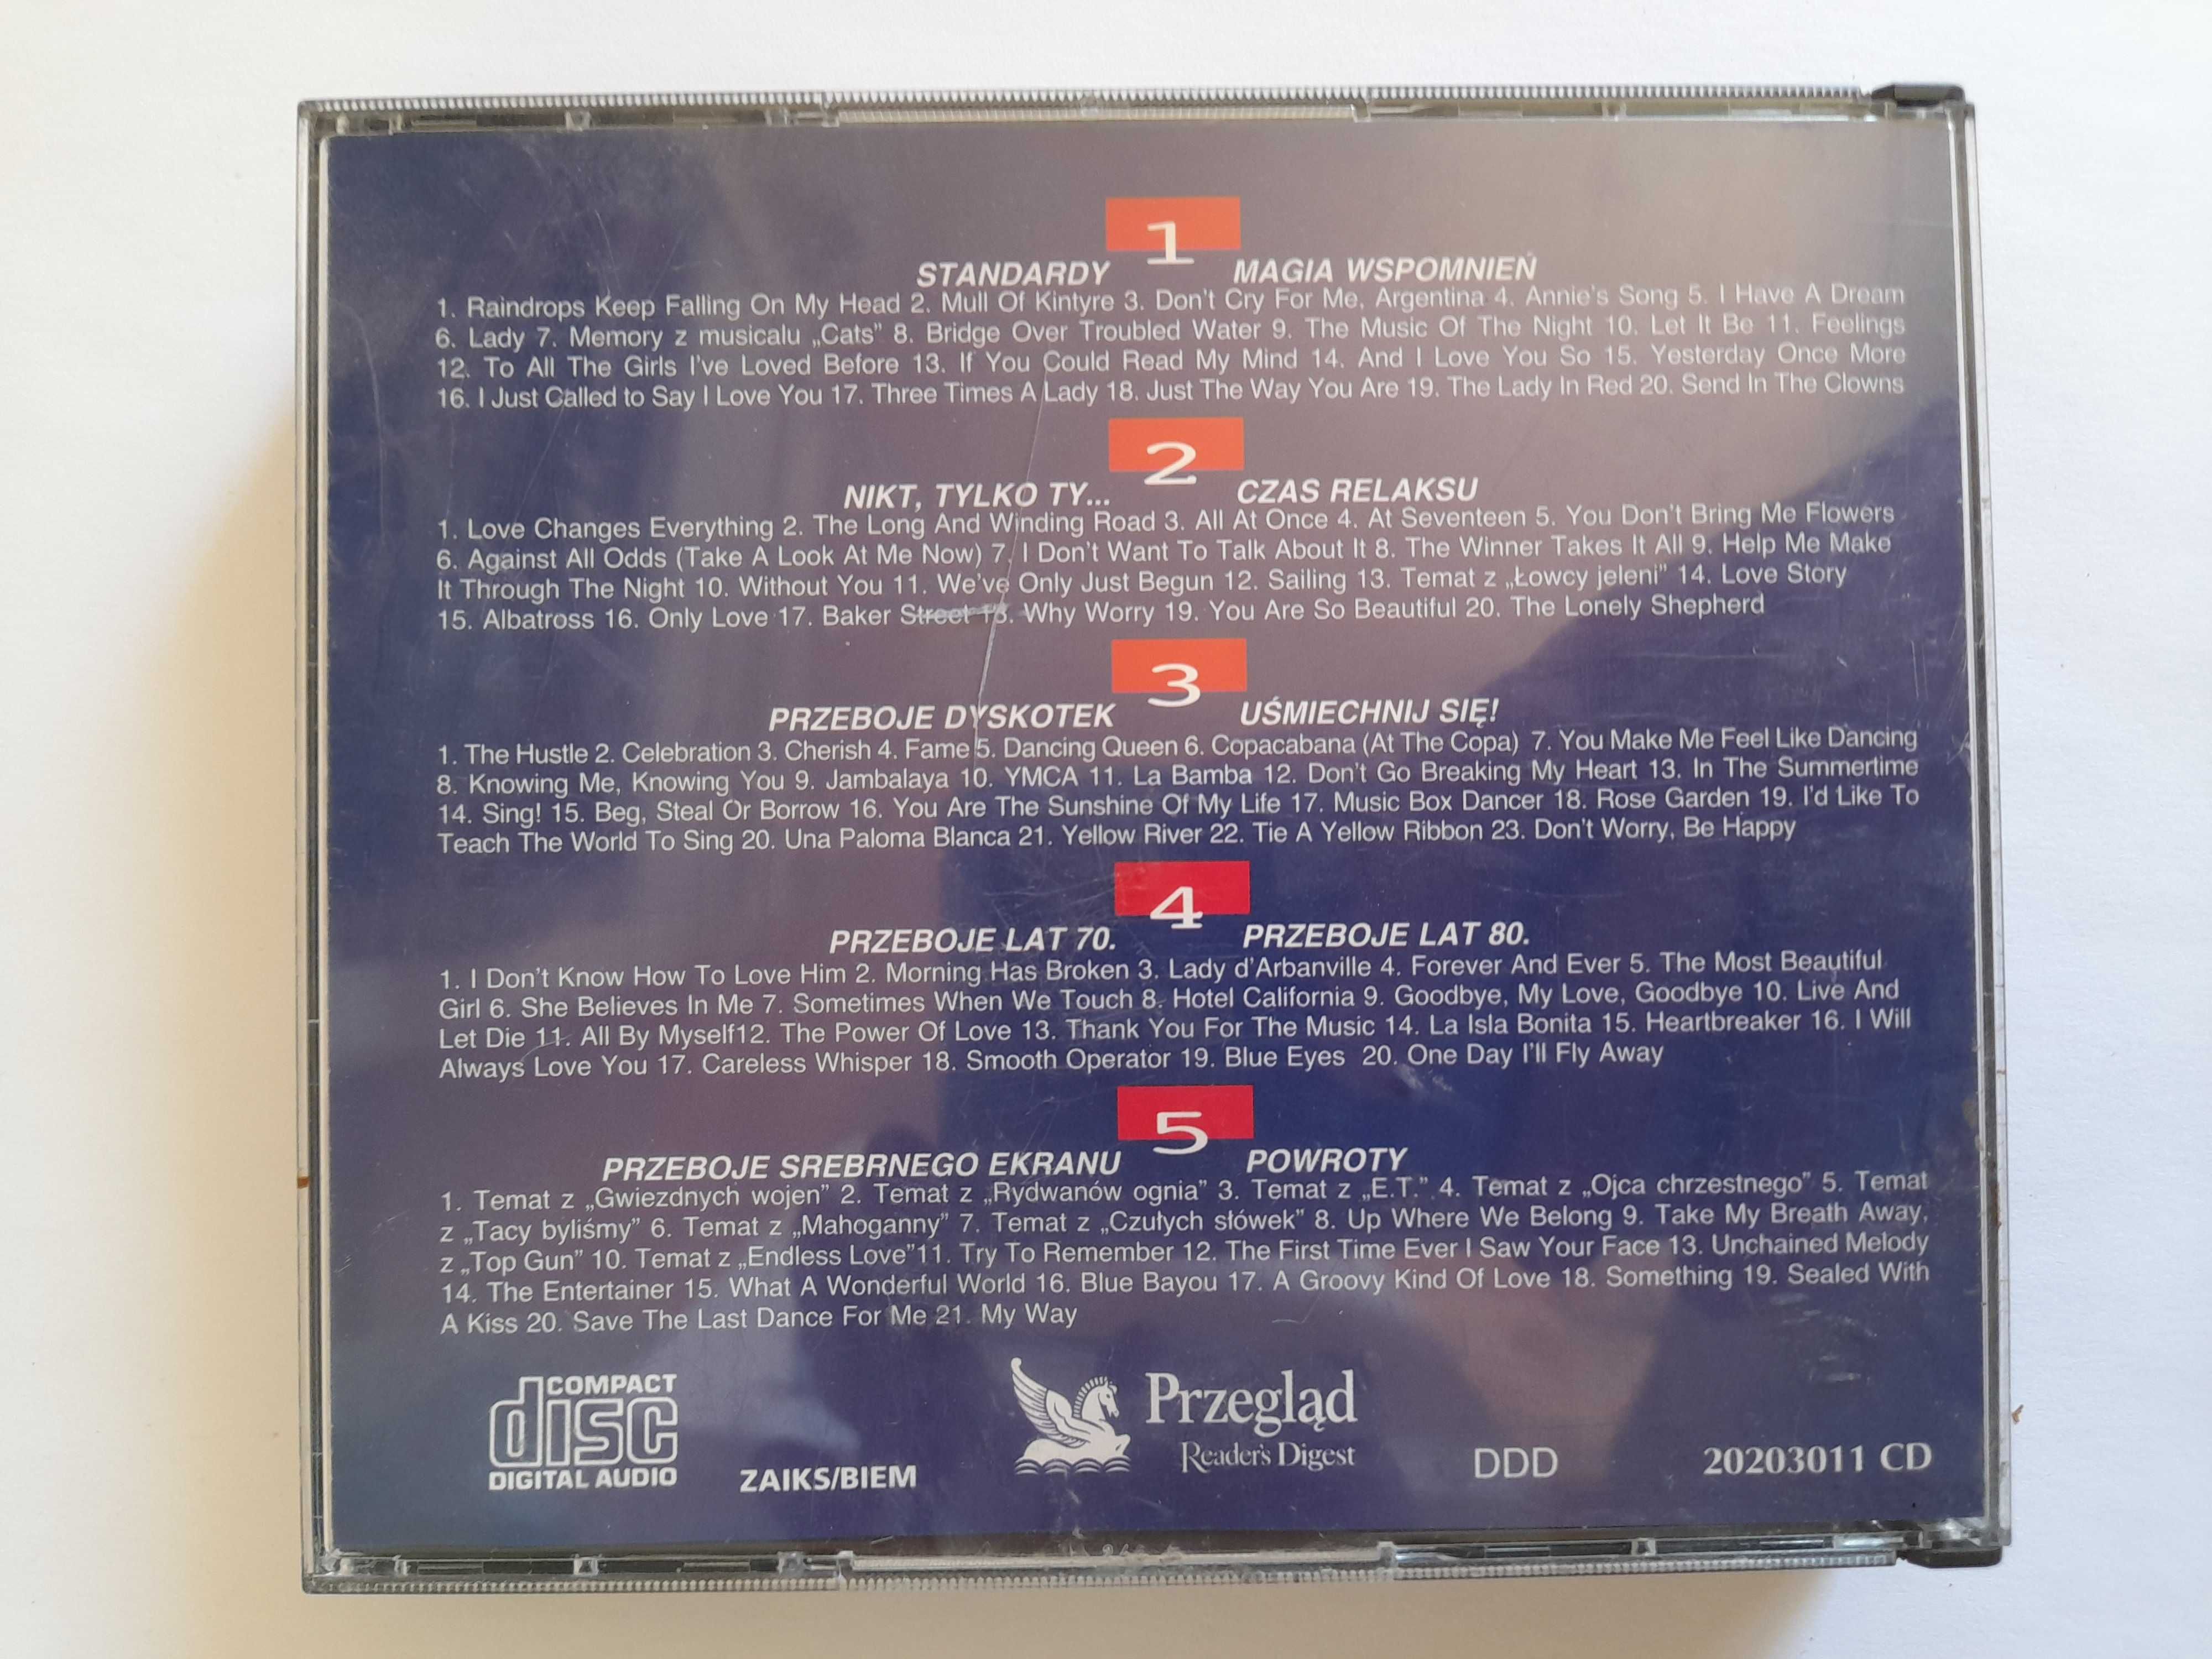 1
STANDARDY MAGIA WSPOMNIEŃ
1. Raindrops Keep Falling On My Head 2. Mull Of Kintyre 3. Don't Cry For Me, Argentina 4. Annie's Song 5. I Have A Dream
6. Lady 7. Memory z musicalu „Cats” 8. Bridge Over Troubled Water 9. The Music Of The Night 10. Let It Be 11. Feelings
12. To All The Girls I've Loved Before 13. If You Could Read My Mind 14. And I Love You So 15. Yesterday Once More
16. I Just Called to Say I Love You 17. Three Times A Lady 18. Just The Way You Are 19. The Lady In Red 20. Send In The Clowns
2
NIKT, TYLKO TY... CZAS RELAKSU
1. Love Changes Everything 2. The Long And Winding Road 3. All At Once 4. At Seventeen 5. You Don't Bring Me Flowers
6. Against All Odds (Take A Look At Me Now) 7. I Don't Want To Talk About It 8. The Winner Takes It All 9. Help Me Make
It Through The Night 10. Without You 11. We've Only Just Begun 12. Sailing 13. Temat z „Łowcy jeleni” 14. Love Story
15. Albatross 16. Only Love 17. Baker Street 18. Why Worry 19. You Are So Beautiful 20. The Lonely Shepherd
3
PRZEBOJE DYSKOTEK UŚMIECHNIJ SIĘ!
1. The Hustle 2. Celebration 3. Cherish 4. Fame 5. Dancing Queen 6. Copacabana (At The Copa) 7. You Make Me Feel Like Dancing
8. Knowing Me, Knowing You 9. Jambalaya 10. YMCA 11. La Bamba 12. Don't Go Breaking My Heart 13. In The Summertime
14. Sing! 15. Beg, Steal Or Borrow 16. You Are The Sunshine Of My Life 17. Music Box Dancer 18. Rose Garden 19. I'd Like To
Teach The World To Sing 20. Una Paloma Blanca 21. Yellow River 22. Tie A Yellow Ribbon 23. Don't Worry, Be Happy
4
PRZEBOJE LAT 70. PRZEBOJE LAT 80.
1. I Don't Know How To Love Him 2. Morning Has Broken 3. Lady d'Arbanville 4. Forever And Ever 5. The Most Beautiful
Girl 6. She Believes In Me 7. Sometimes When We Touch 8. Hotel California 9. Goodbye, My Love, Goodbye 10. Live And
Let Die 11. All By Myself12. The Power Of Love 13. Thank You For The Music 14. La Isla Bonita 15. Heartbreaker 16. I Will
Always Love You 17. Careless Whisper 18. Smooth Operator 19. Blue Eyes 20. One Day I'll Fly Away
5
PRZEBOJE SREBRNEGO EKRANU POWROTY
1. Temat z „Gwiezdnych wojen” 2. Temat z „Rydwanów ognia” 3. Temat z „E.T.” 4. Temat z „Ojca chrzestnego” 5. Temat
z „Tacy byliśmy” 6. Temat z „Mahoganny” 7. Temat z „Czułych słówek” 8. Up Where We Belong 9. Take My Breath Away,
z „Top Gun” 10. Temat z „Endless Love”11. Try To Remember 12. The First Time Ever I Saw Your Face 13. Unchained Melody
14. The Entertainer 15. What A Wonderful World 16. Blue Bayou 17. A Groovy Kind Of Love 18. Something 19. Sealed With
A Kiss 20. Save The Last Dance For Me 21. My Way
COMPACT
disc
DIGITAL AUDIO
ZAIKS/BIEM
Przegląd
Reader's Digest
DDD
20203011 CD